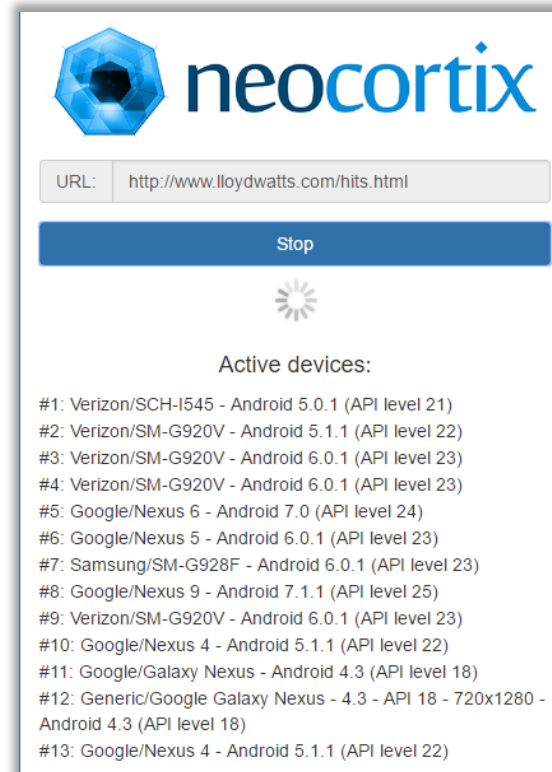 neocortix
URL: http://www.lloydwatts.com/hits.html
Stop
Active devices:
#1: Verizon/SCH-I545 - Android 5.0.1 (API level 21)
#2: Verizon/SM-G920V - Android 5.1.1 (API level 22)
#3: Verizon/SM-G920V - Android 6.0.1 (API level 23)
#4: Verizon/SM-G920V - Android 6.0.1 (API level 23)
#5: Google/Nexus 6 - Android 7.0 (API level 24)
#6: Google/Nexus 5 - Android 6.0.1 (API level 23)
#7: Samsung/SM-G928F - Android 6.0.1 (API level 23)
#8: Google/Nexus 9 - Android 7.1.1 (API level 25)
#9: Verizon/SM-G920V - Android 6.0.1 (API level 23)
#10: Google/Nexus 4 - Android 5.1.1 (API level 22)
#11: Google/Galaxy Nexus - Android 4.3 (API level 18)
#12: Generic/Google Galaxy Nexus - 4.3 - API 18 - 720x1280 -
Android 4.3 (API level 18)
#13: Google/Nexus 4 - Android 5.1.1 (API level 22)